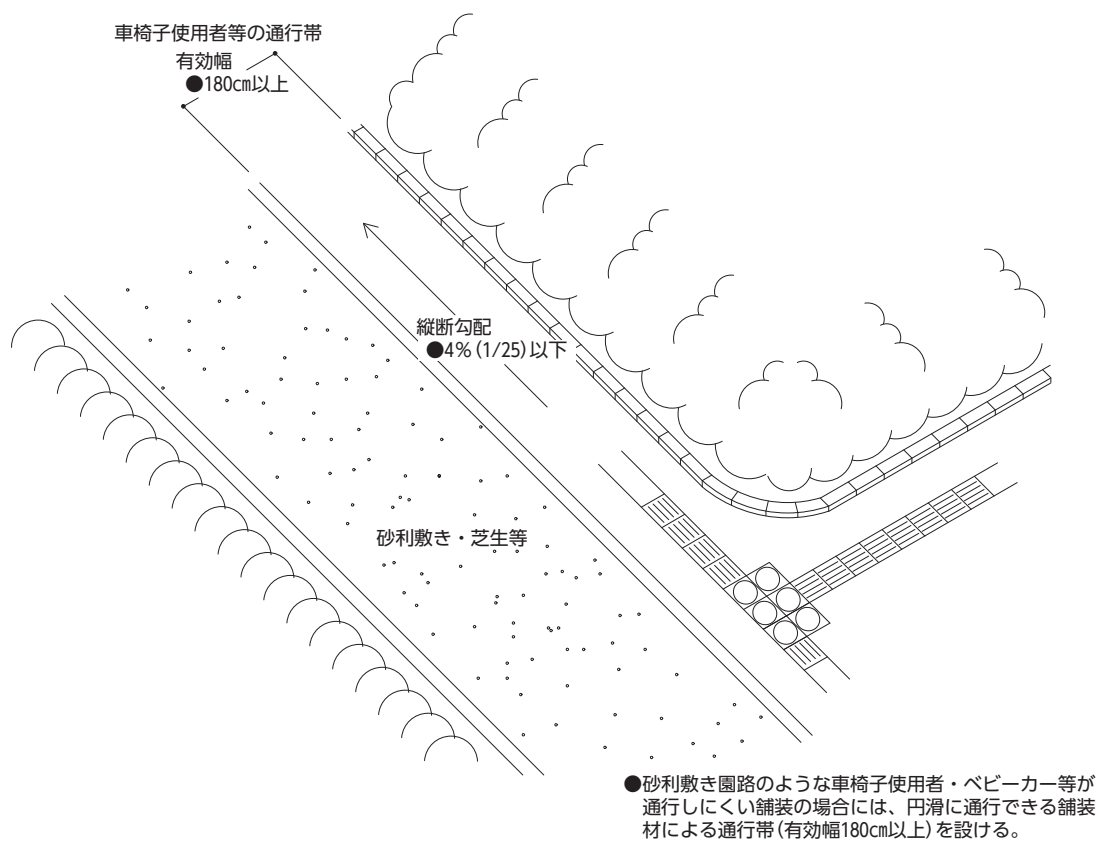 車椅子使用者等の通行帯
有効幅
●180㎝以上
縦断勾配
●4%(1/25)以下
砂利敷き・芝生等
●砂利敷き園路のような車椅子使用者・ベビーカー等が
通行しにくい舗装の場合には、円滑に通行できる舗装
材による通行帯(有効幅180㎝以上)を設ける。